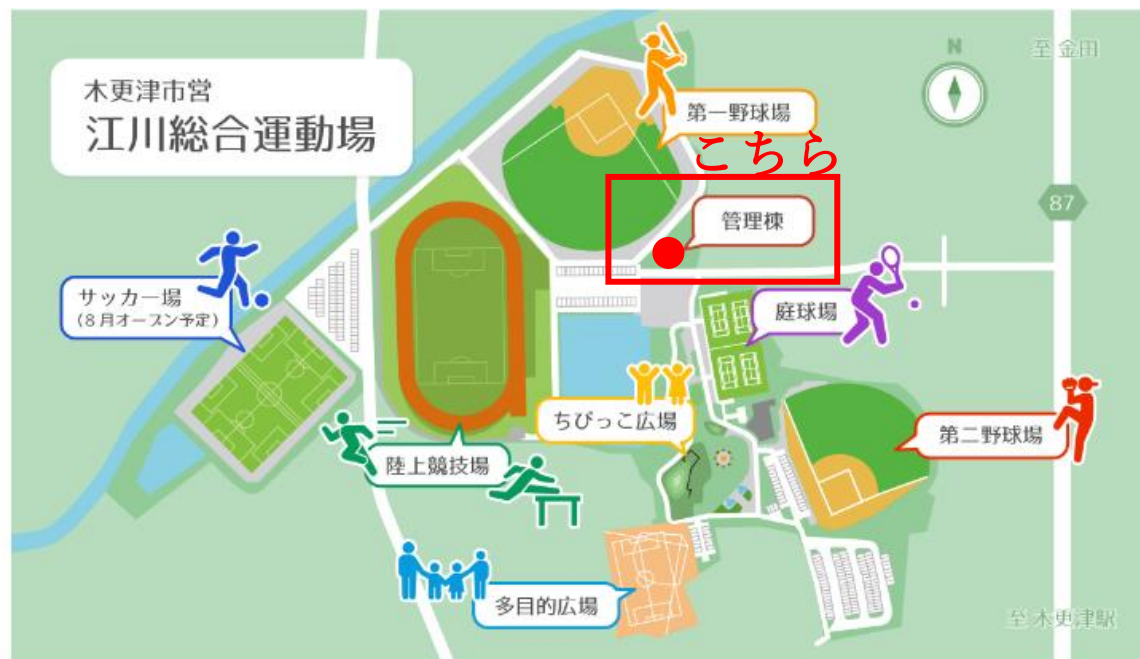 木更津市営
江川総合運動場
N
至 金田
第一野球場
こちら
管理棟
87
サッカー場
(8月オープン予定)
庭球場
ちびっこ広場
第二野球場
陸上競技場
多目的広場
至 木更津駅